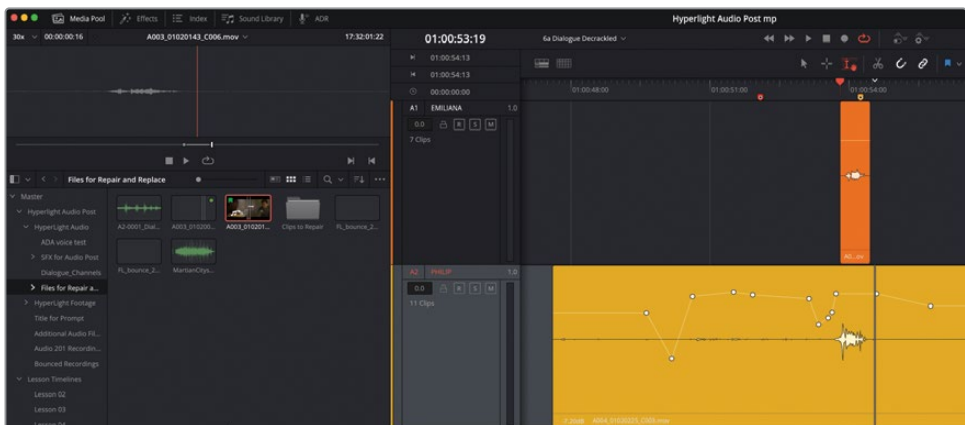 Media Pool Effects Index Sound Library ADR Hyperlight Audio Post mp
30x 00:00:00:16 A003_01020143_C006.mov 17:32:01:22
01:00:53:19 6a Dialogue Decrackled
01:00:54:13
01:00:54:13
00:00:00:00
01:00:48:00 01:00:51:00 01:00:54:00
A1 EMILIANA 1.0
0.0 R S M
7 Clips
Files for Repair and Replace
Master
Hyperlight Audio Post
HyperLight Audio
ADA voice test
SFX for Audio Post
Dialogue_Channels
Files for Repair a...
HyperLight Footage
Title for Prompt
Additional Audio Fil...
Audio 201 Recordin...
Bounced Recordings
Lesson Timelines
Lesson 02
Lesson 03
A2-0001_Dial... A003_010200... A003_010201... Clips to Repair FL_bounce_2...
FL_bounce_2... MartianCitys...
A2 PHILIP 1.0
0.0 R S M
11 Clips